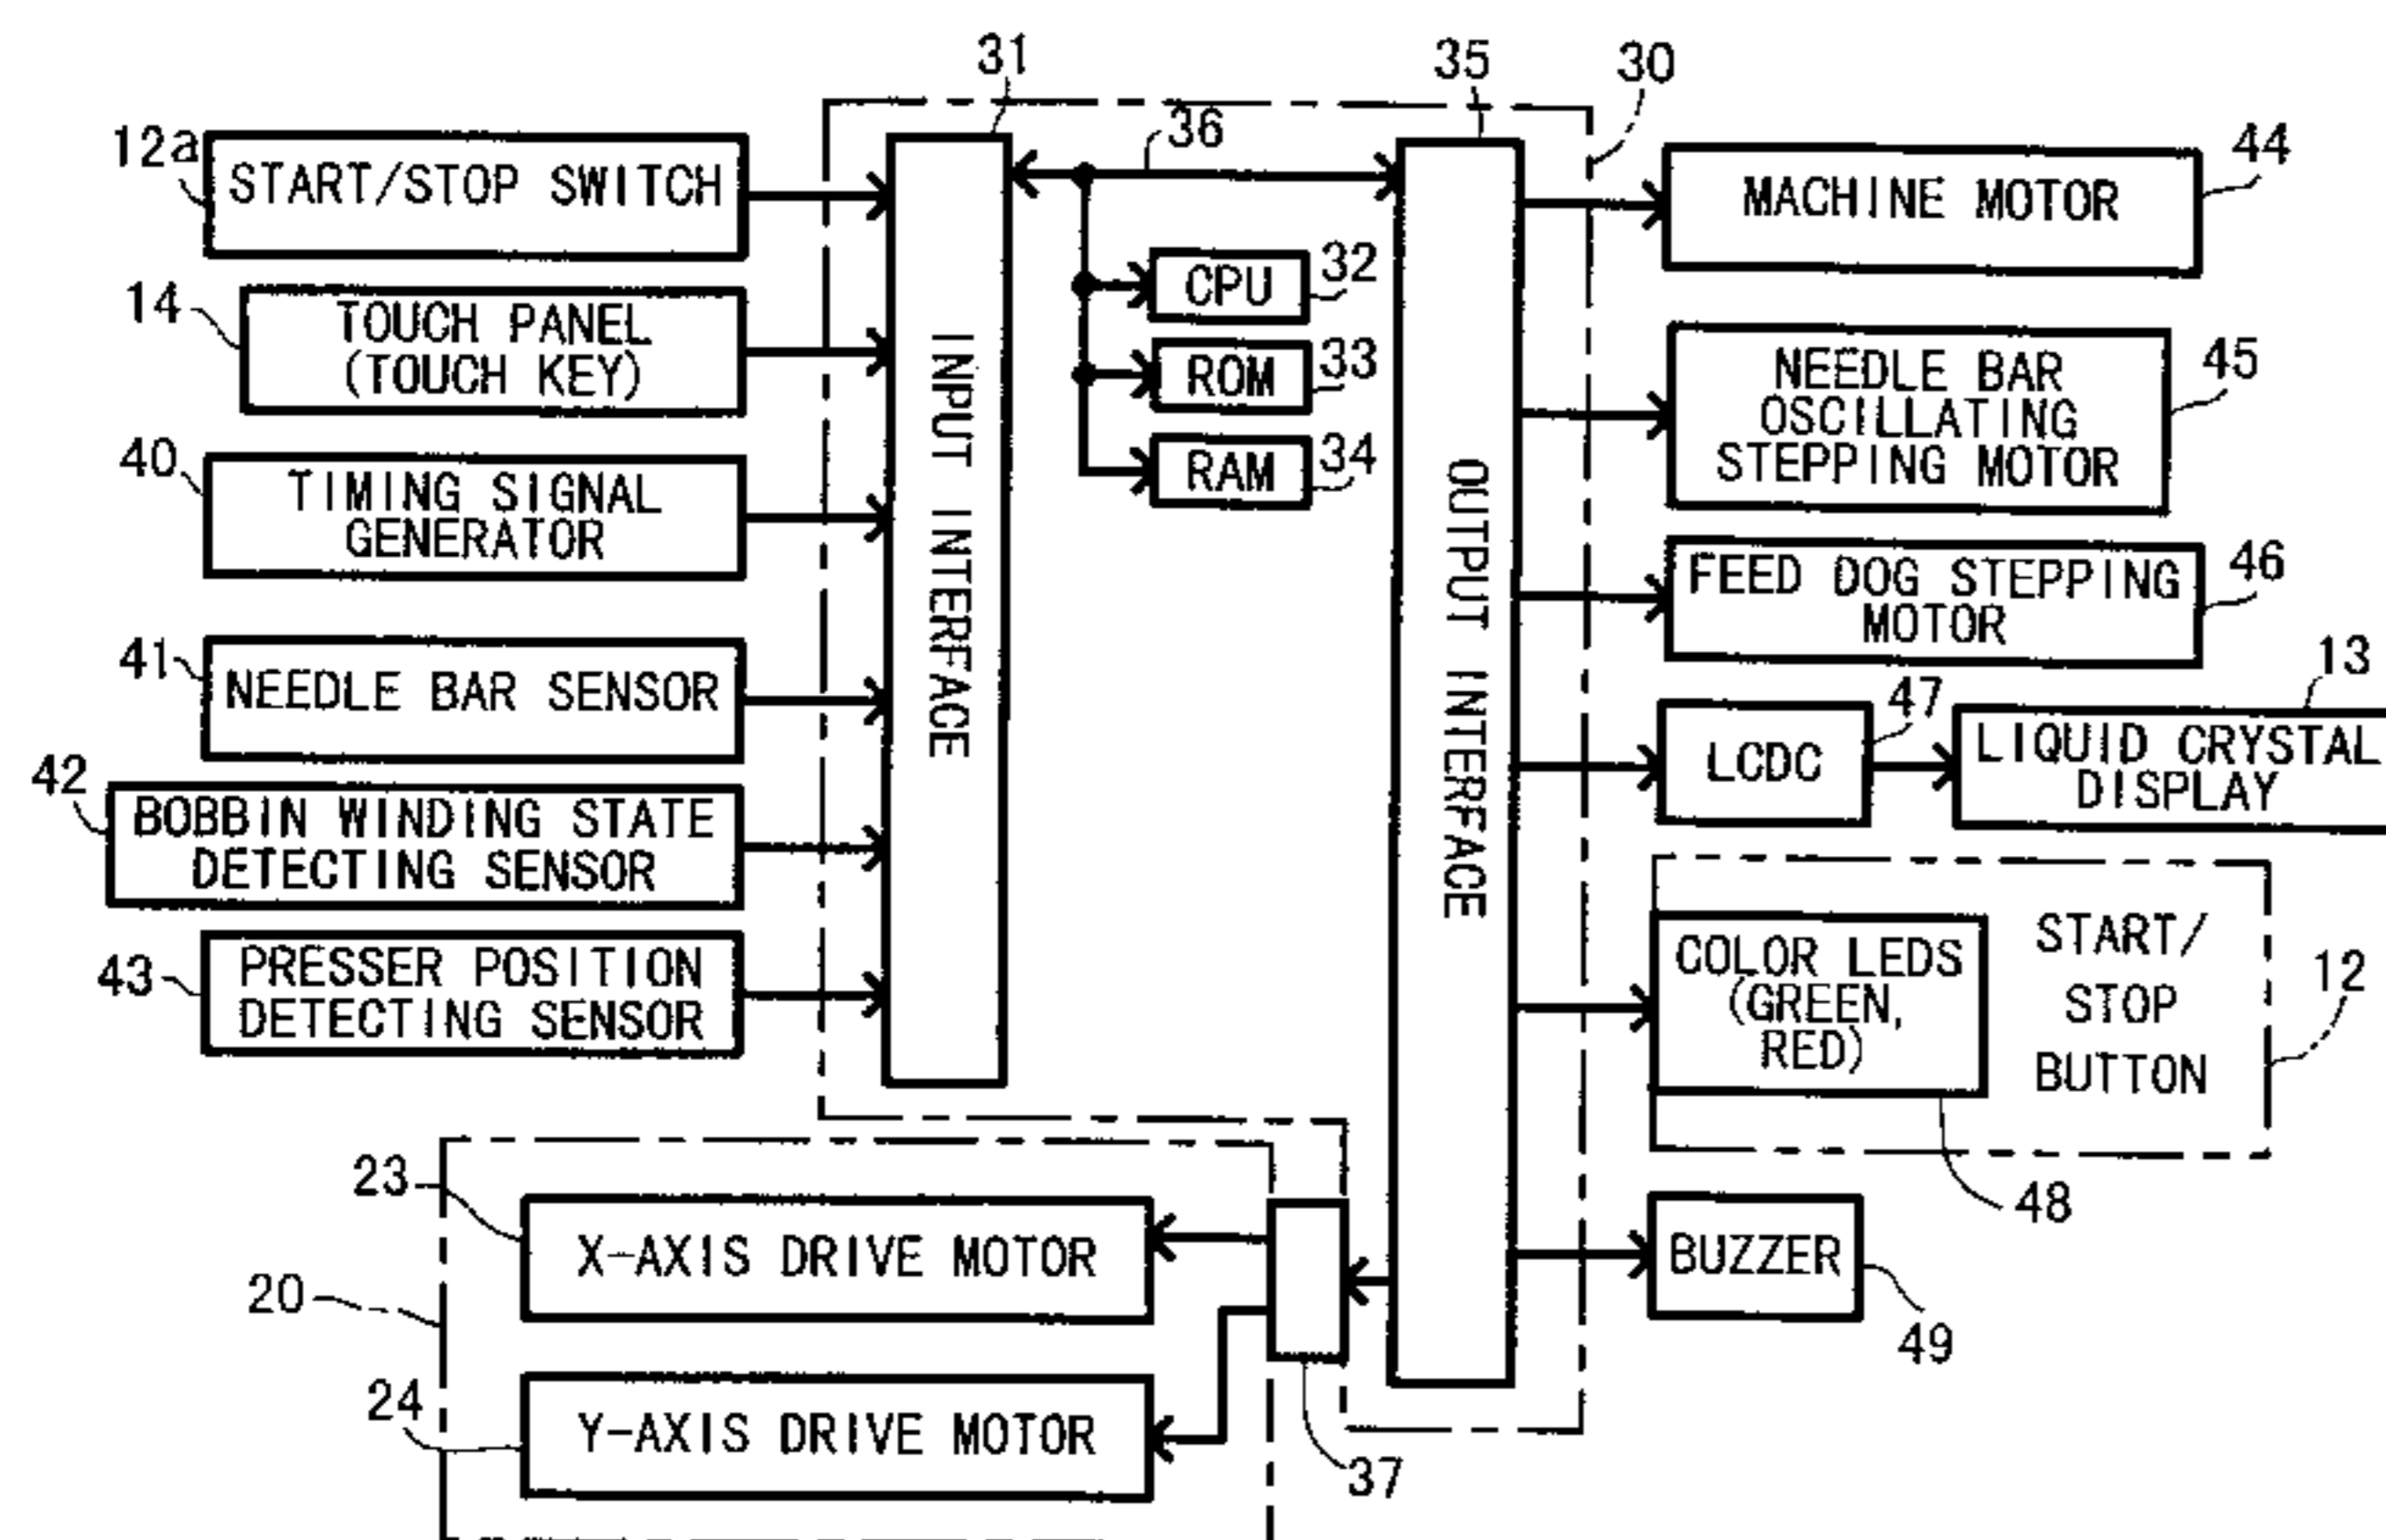 31
35
30
36
12a
START/STOP SWITCH
44
MACHINE MOTOR
32
CPU
14
TOUCH PANEL
(TOUCH KEY)
33
ROM
45
NEEDLE BAR
OSCILLATING
STEPPING MOTOR
34
RAM
40
TIMING SIGNAL
GENERATOR
INPUT INTERFACE
OUTPUT INTERFACE
46
FEED DOG STEPPING
MOTOR
41
NEEDLE BAR SENSOR
47
LCDC
13
LIQUID CRYSTAL
DISPLAY
42
BOBBIN WINDING STATE
DETECTING SENSOR
43
PRESSER POSITION
DETECTING SENSOR
COLOR LEDS
(GREEN,
RED)
START/
STOP
BUTTON
12
48
23
X-AXIS DRIVE MOTOR
20
BUZZER
49
24
Y-AXIS DRIVE MOTOR
37